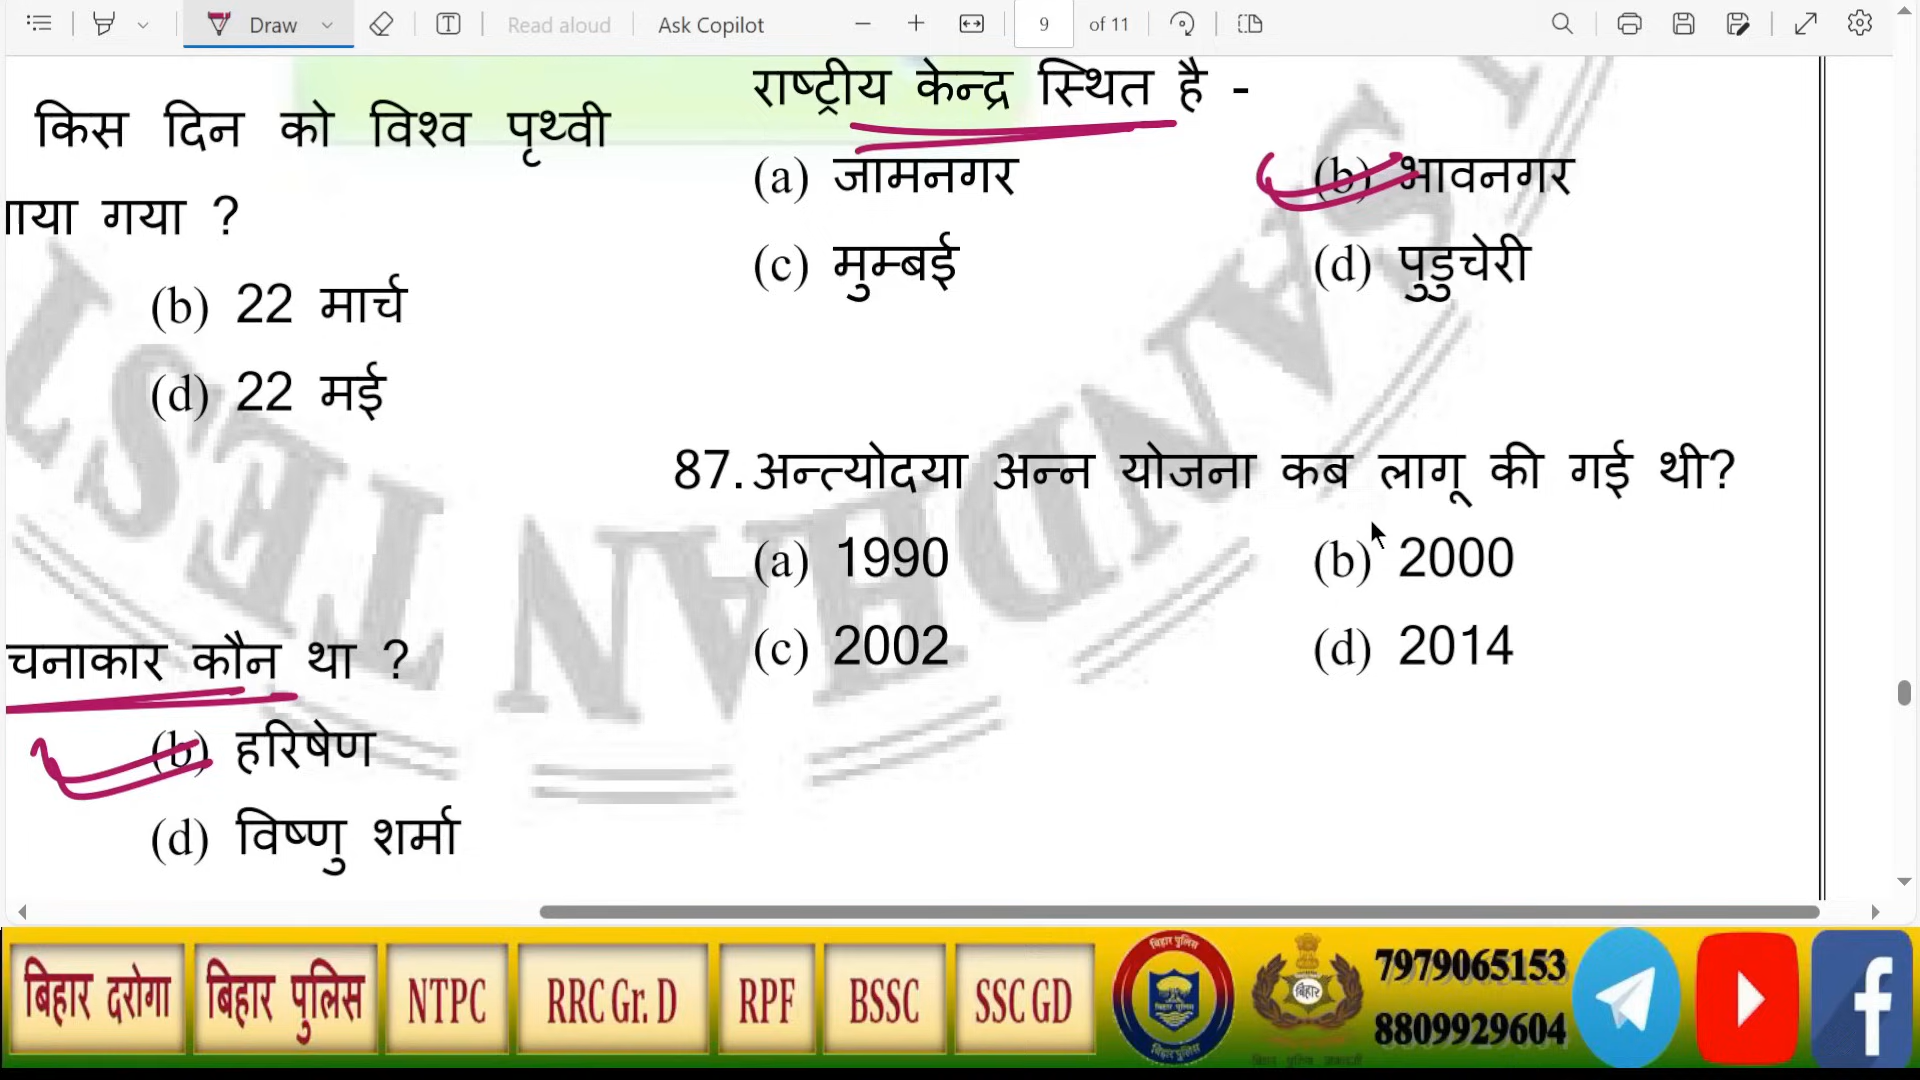 Draw
Read aloud
Ask Copilot
9 of 11
किस दिन को विश्व पृथ्वी
गया ?
(b) 22 मार्च
(d) 22 मई
कौन था ?
(b) हरिषेण
(d) विष्णु शर्मा
राष्ट्रीय केन्द्र स्थित है -
(a) जामनगर (b) भावनगर
(c) मुम्बई (d) पुडुचेरी
87. अन्त्योदया अन्न योजना कब लागू की गई थी?
(a) 1990 (b) 2000
(c) 2002 (d) 2014
SANDHAN TEST
बिहार दरोगा
बिहार पुलिस
NTPC
RRC Gr. D
RPF
BSSC
SSC GD
बिहार पुलिस
बिहार पुलिस
बिहार
7979065153
8809929604